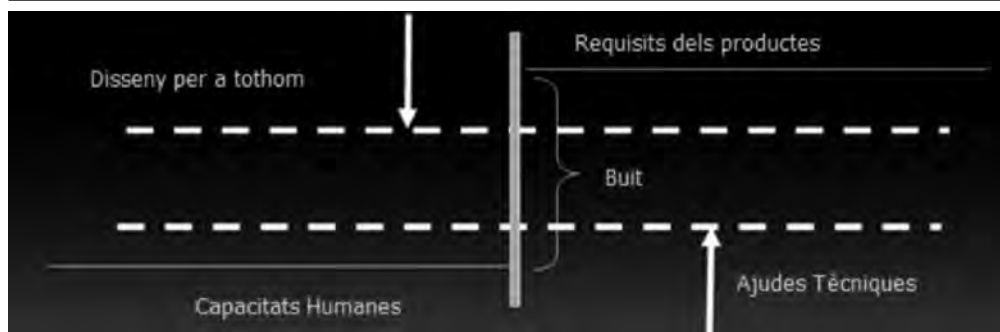 Requisits dels productes
Disseny per a tothom
Buit
Ajudes Tècniques
Capacitats Humanes